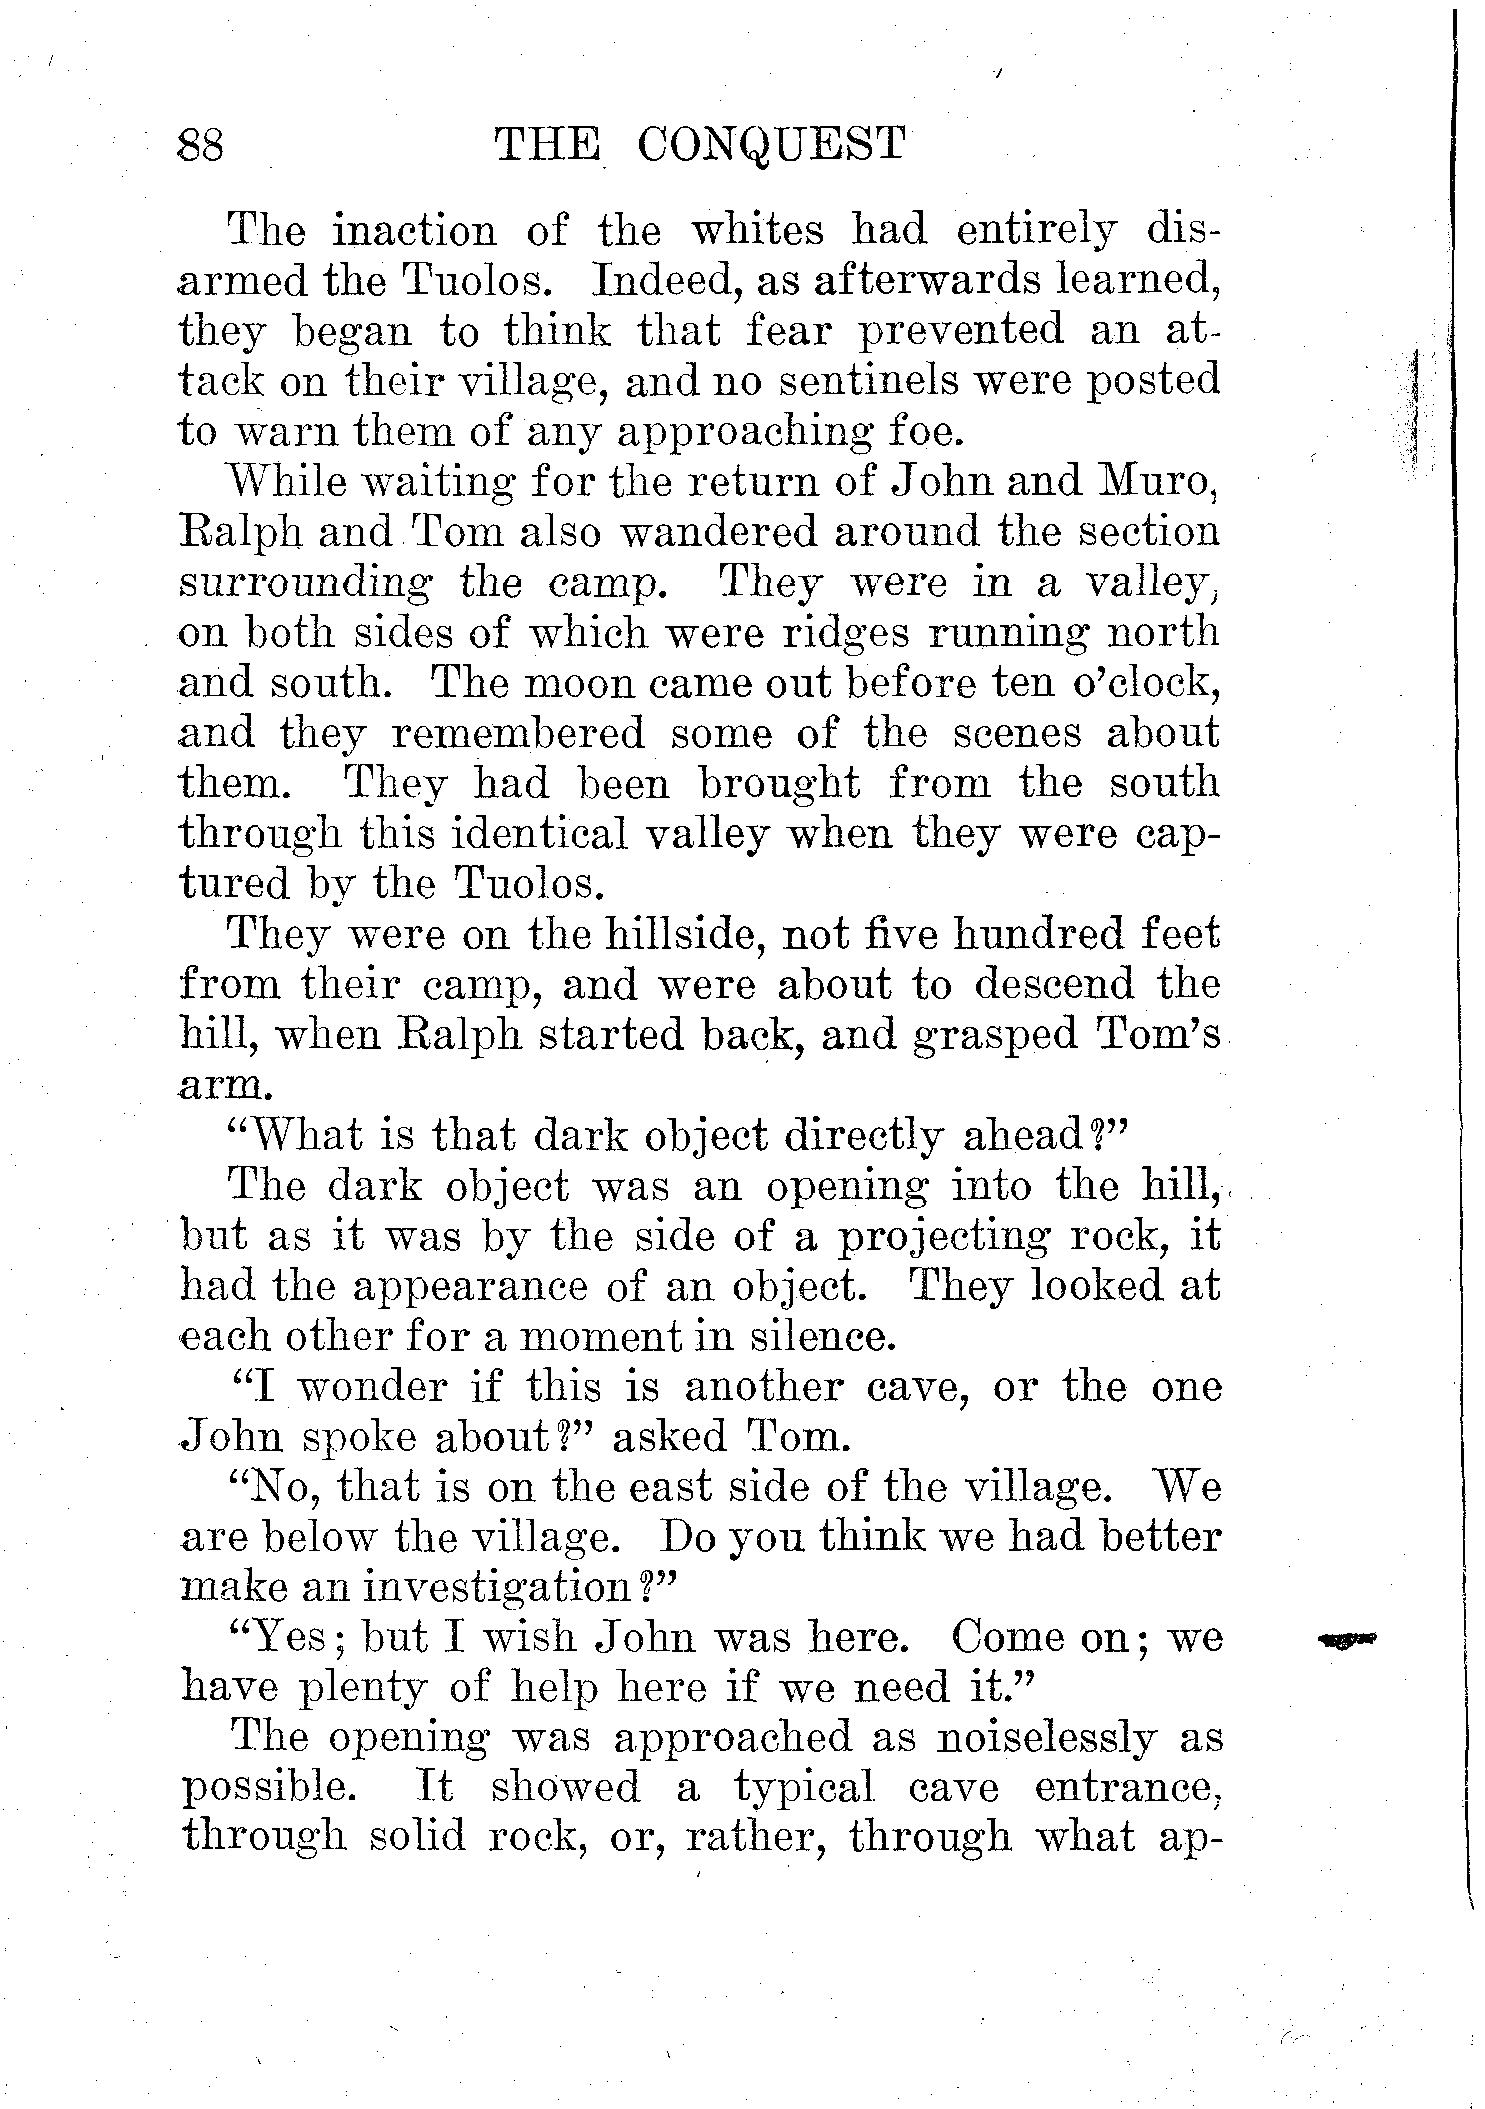 88 THE CONQUEST
The inaction of the whites had entirely dis-
armed the Tuolos. Indeed, as afterwards learned,
they began to think that fear prevented an at-
tack on their village, and no sentinels were posted
to warn them of any approaching foe.
While waiting for the return of John and Muro,
Ralph and Tom also wandered around the section
surrounding the camp. They were in a valley,
on both sides of which were ridges running north
and south. The moon came out before ten o'clock,
and they remembered some of the scenes about
them. They had been brought from the south
through this identical valley when they were cap-
tured by the Tuolos.
They were on the hillside, not five hundred feet
from their camp, and were about to descend the
hill, when Ralph started back, and grasped Tom's
arm.
“What is that dark object directly ahead?”
The dark object was an opening into the hill,
but as it was by the side of a projecting rock, it
had the appearance of an object. They looked at
each other for a moment in silence.
“I wonder if this is another cave, or the one
John spoke about?” asked Tom.
“No, that is on the east side of the village. We
are below the village. Do you think we had better
make an investigation?”
“Yes; but I wish John was here. Come on; we
have plenty of help here if we need it.”
The opening was approached as noiselessly as
possible. It showed a typical cave entrance,
through solid rock, or, rather, through what ap-